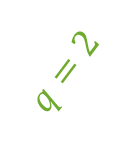 q = 2